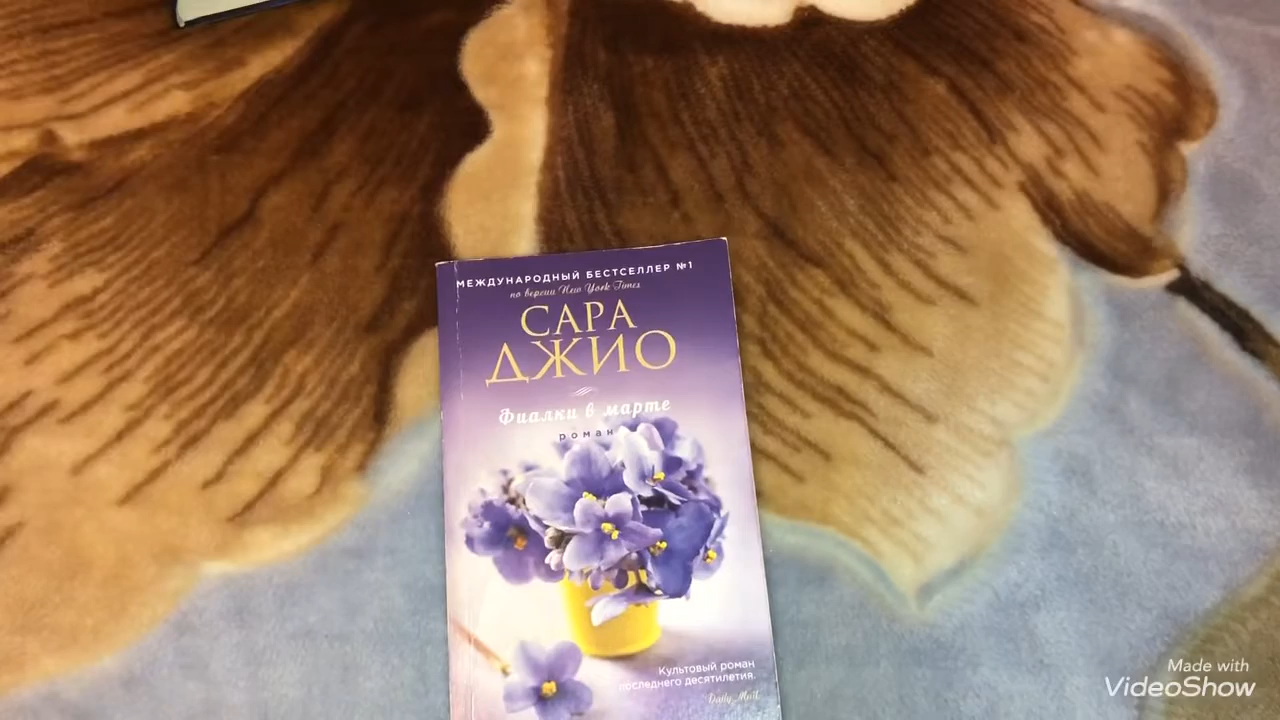 МЕЖДУНАРОДНЫЙ БЕСТСЕЛЛЕР №1
по версии New York Times
САРА
ДЖИО
Фиалки в марте
роман
Культовый роман
последнего десятилетия.
Daily Mail
Made with
VideoShow